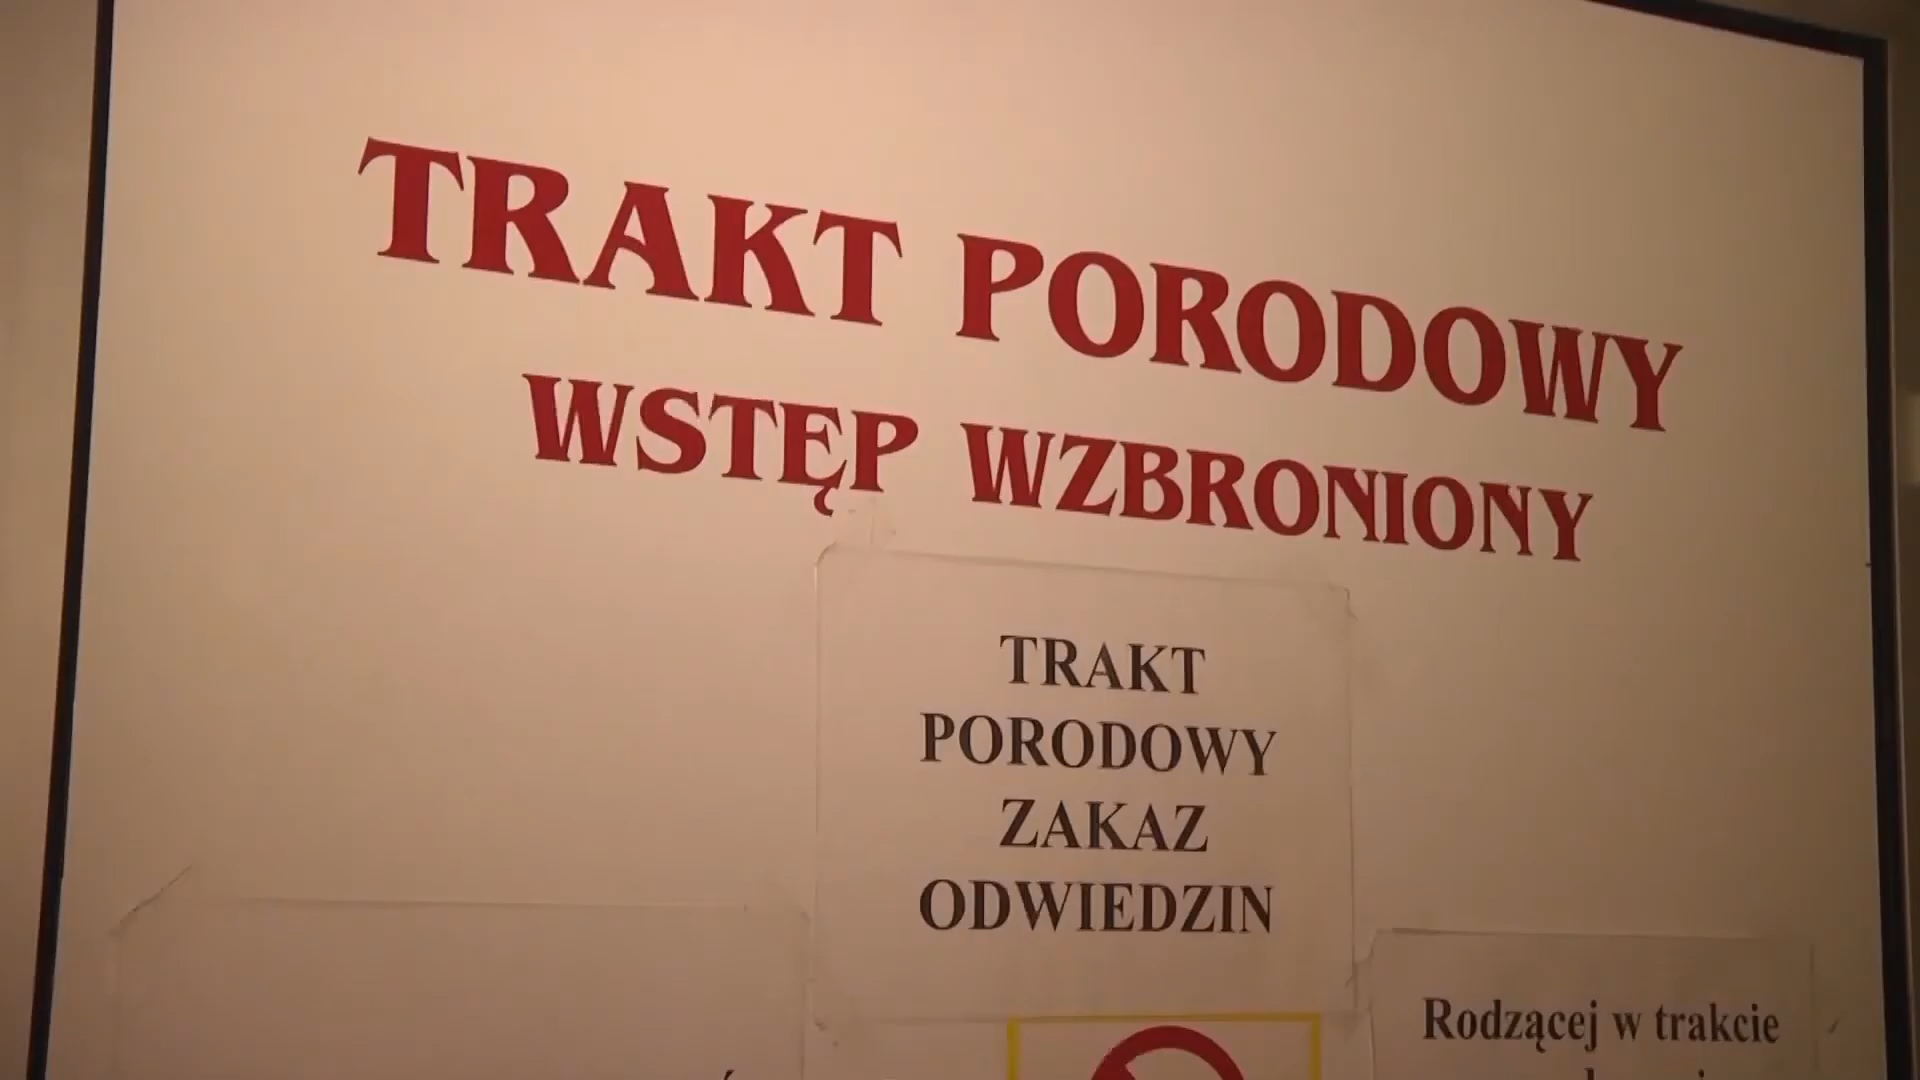 TRAKT PORODOWY
WSTĘP WZBRONIONY
TRAKT
PORODOWY
ZAKAZ
ODWIEDZIN
Rodzącej w trakcie